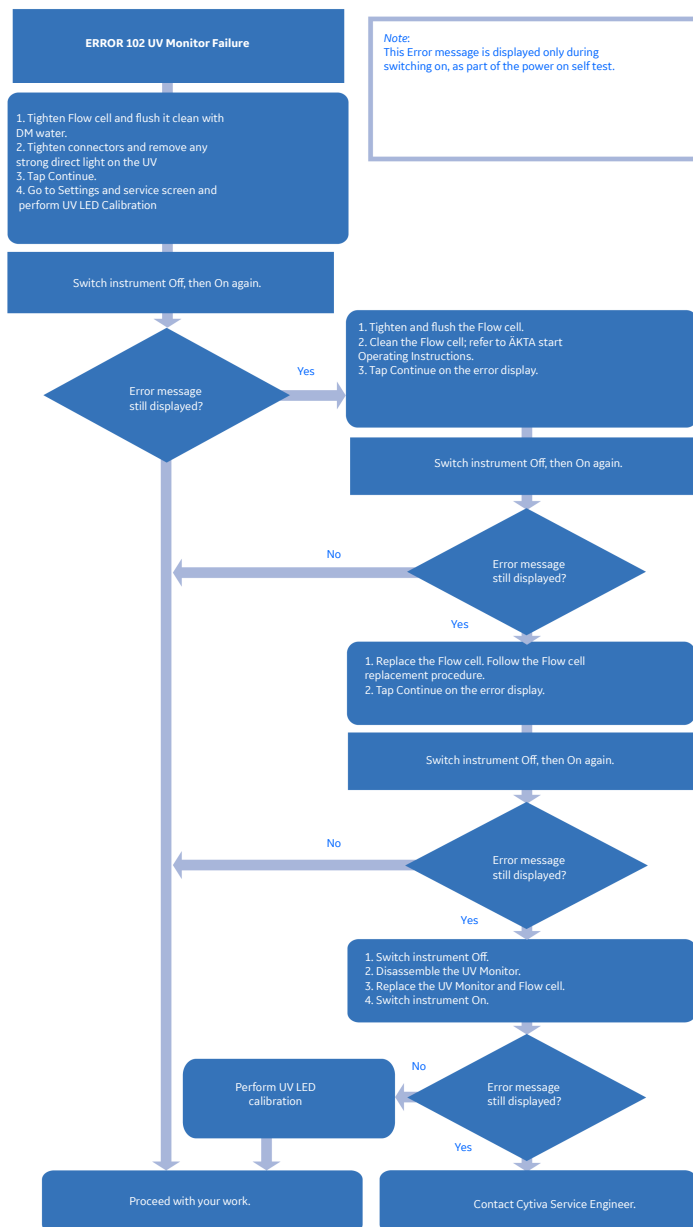 ERROR 102 UV Monitor Failure
Note:
This Error message is displayed only during
switching on, as part of the power on self test.
1. Tighten Flow cell and flush it clean with
DM water.
2. Tighten connectors and remove any
strong direct light on the UV
3. Tap Continue.
4. Go to Settings and service screen and
perform UV LED Calibration
Switch instrument Off, then On again.
Error message
still displayed?
Yes
1. Tighten and flush the Flow cell.
2. Clean the Flow cell; refer to ÄKTA start
Operating Instructions.
3. Tap Continue on the error display.
Switch instrument Off, then On again.
Error message
still displayed?
No
Yes
1. Replace the Flow cell. Follow the Flow cell
replacement procedure.
2. Tap Continue on the error display.
Switch instrument Off, then On again.
Error message
still displayed?
No
Yes
1. Switch instrument Off.
2. Disassemble the UV Monitor.
3. Replace the UV Monitor and Flow cell.
4. Switch instrument On.
Error message
still displayed?
No
Perform UV LED
calibration
Yes
Proceed with your work.
Contact Cytiva Service Engineer.